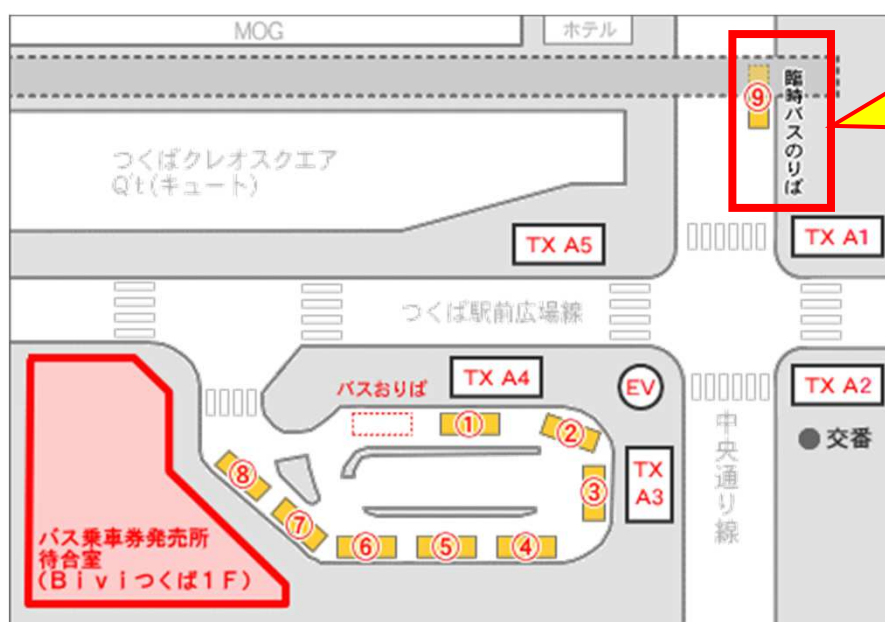 MOG
ホテル
⑨
臨時バスのりば
つくばクレオスクエア
Q't(キュート)
TX A5
TX A1
つくば駅前広場線
バスおりば
TX A4
EV
TX A2
①
②
中央通り線
● 交番
⑧
③
TX
A3
⑦
⑥
⑤
④
バス乗車券発売所
待合室
(Biviつくば1F)